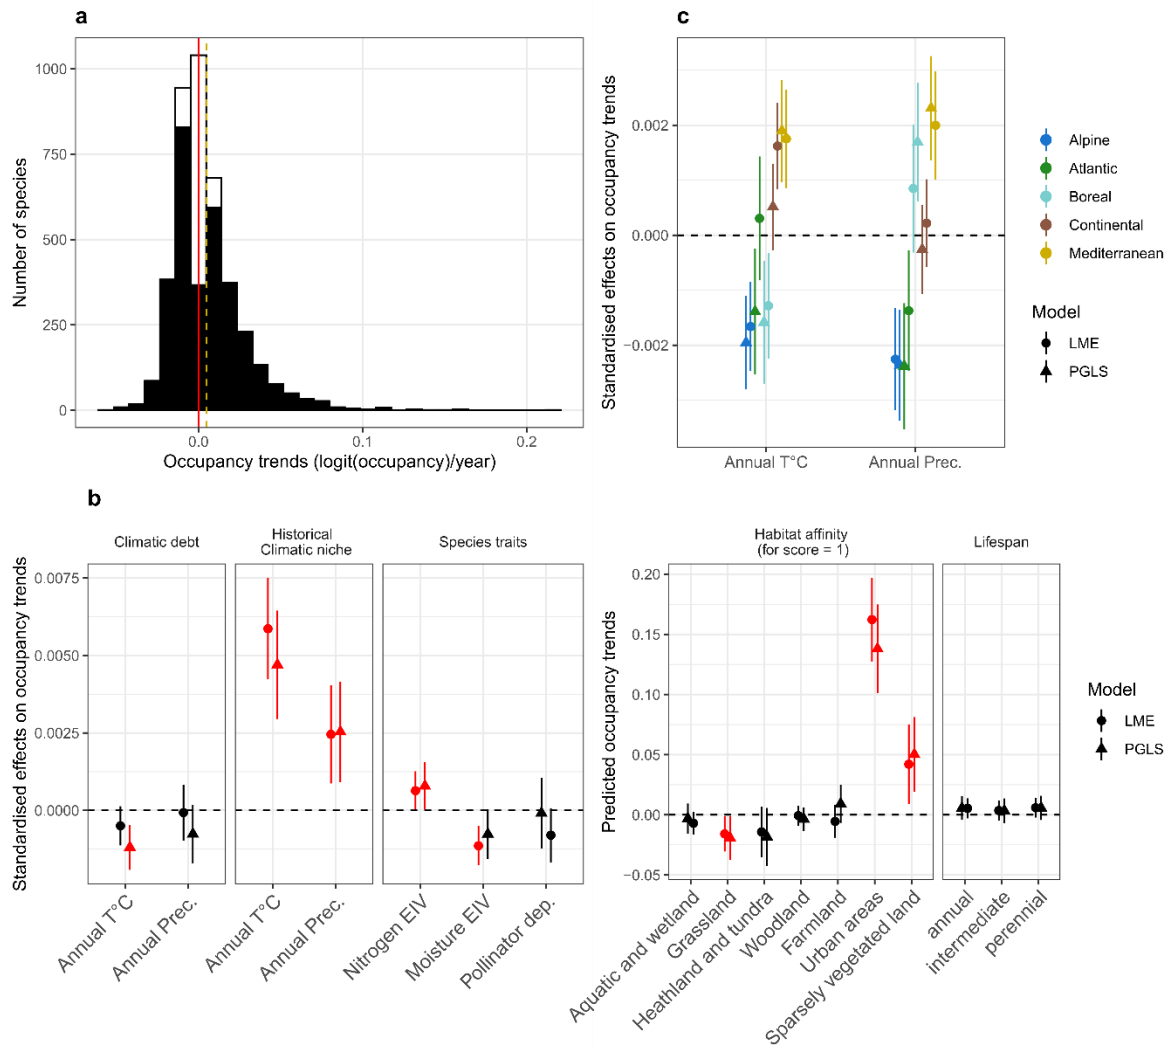 a
Number of species
1000
750
500
250
0
0.0
0.1
0.2
Occupancy trends (logit(occupancy)/year)
c
Standardised effects on occupancy trends
0.002
0.000
−0.002
Annual T°C
Annual Prec.
Alpine
Atlantic
Boreal
Continental
Mediterranean
Model
LME
PGLS
b
Standardised effects on occupancy trends
0.0075
0.0050
0.0025
0.0000
Climatic debt
Historical
Climatic niche
Species traits
Annual T°C
Annual Prec.
Annual T°C
Annual Prec.
Nitrogen EIV
Moisture EIV
Pollinator dep.
Predicted occupancy trends
0.20
0.15
0.10
0.05
0.00
−0.05
Habitat affinity
(for score = 1)
Lifespan
Aquatic and wetland
Grassland
Heathland and tundra
Woodland
Farmland
Urban areas
Sparsely vegetated land
annual
intermediate
perennial
Model
LME
PGLS